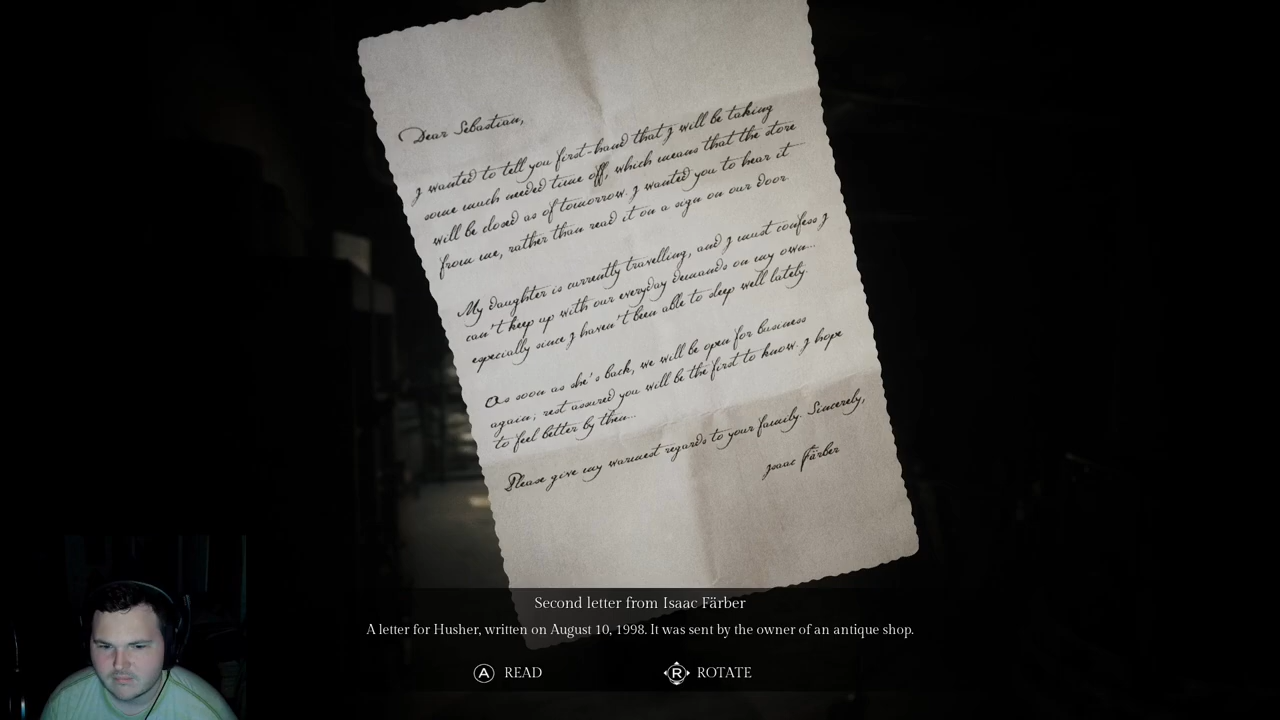 Dear Sebastian,
I wanted to tell you first-hand that I will be taking
some much needed time off, which means that the store
will be closed as of tomorrow. I wanted you to hear it
from me, rather than read it on a sign on our door.
My daughter is currently travelling, and I must confess I
can't keep up with our everyday demands on my own...
especially since I haven't been able to sleep well lately.
As soon as she's back, we will be open for business
again; rest assured you will be the first to know. I hope
to feel better by then...
Please give my warmest regards to your family. Sincerely,
Isaac Färber
Second letter from Isaac Färber
A letter for Husher, written on August 10, 1998. It was sent by the owner of an antique shop.
A READ
R ROTATE